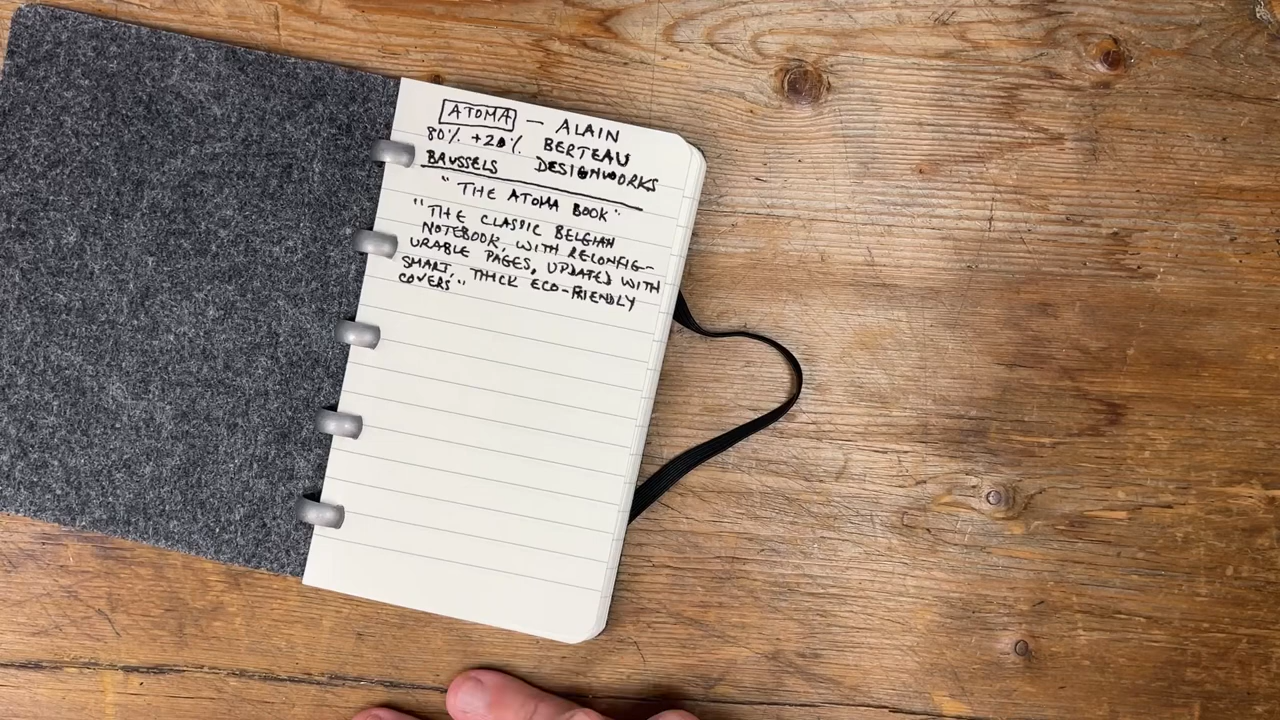 ATOMA — ALAIN
80% + 20% BERTEAU
BRUSSELS DESIGNWORKS
"THE ATOMA BOOK"
"THE CLASSIC BELGIAN
NOTEBOOK, WITH RECONFIG-
URABLE PAGES, UPDATED WITH
SMART, THICK ECO-FRIENDLY
COVERS"